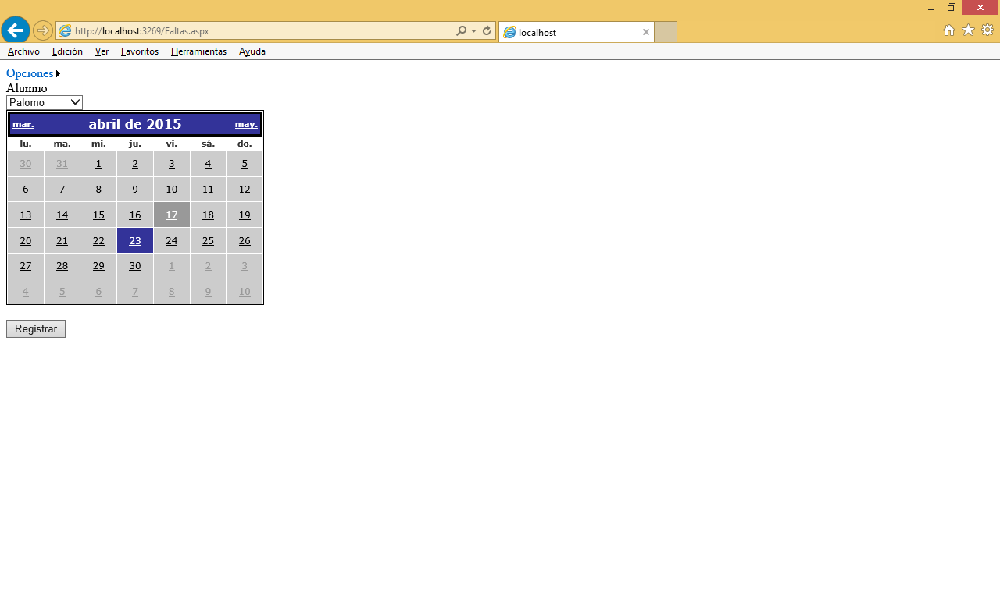 http://localhost:3269/Faltas.aspx
localhost
Archivo Edición Ver Favoritos Herramientas Ayuda
Opciones
Alumno
Palomo
mar. abril de 2015 may.
lu. ma. mi. ju. vi. sá. do.
30 31 1 2 3 4 5
6 7 8 9 10 11 12
13 14 15 16 17 18 19
20 21 22 23 24 25 26
27 28 29 30 1 2 3
4 5 6 7 8 9 10
Registrar